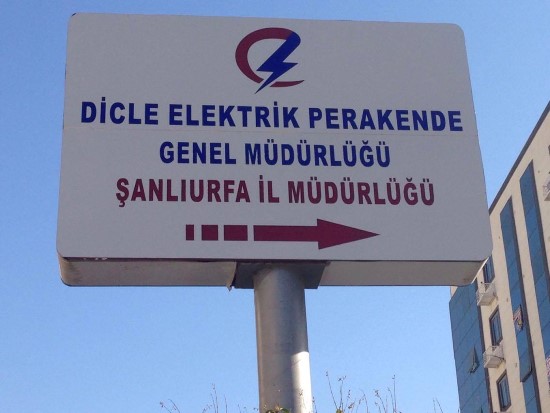 DİCLE ELEKTRİK PERAKENDE
GENEL MÜDÜRLÜĞÜ
ŞANLIURFA İL MÜDÜRLÜĞÜ